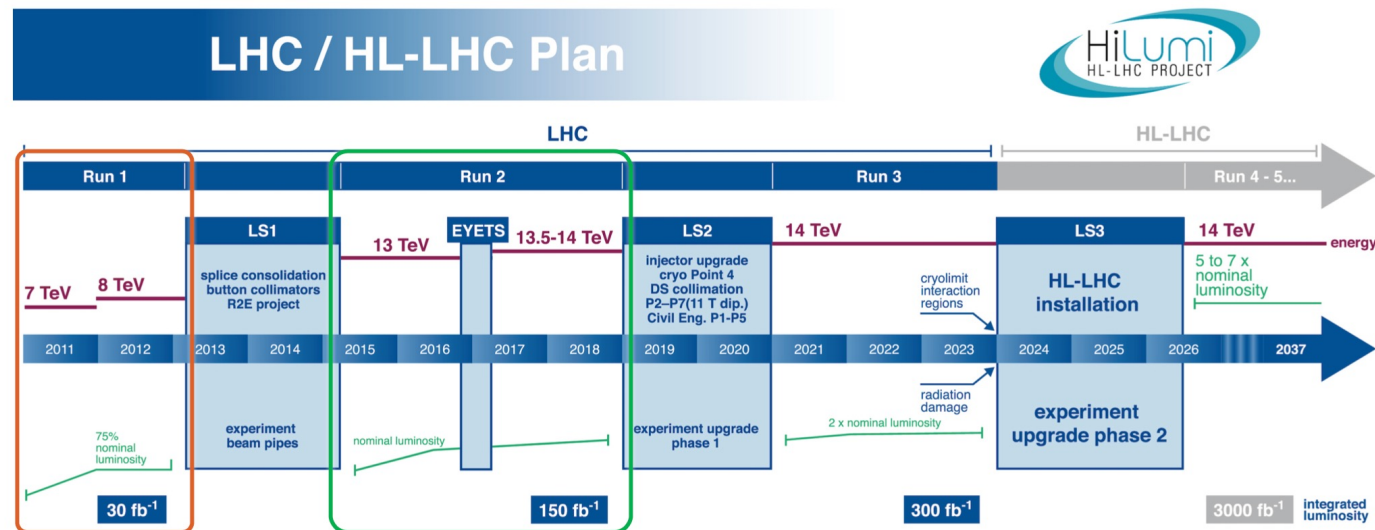 LHC / HL-LHC Plan
HiLumi
HL-LHC PROJECT
LHC
HL-LHC
Run 1
Run 2
Run 3
Run 4 - 5...
LS1
EYETS
LS2
LS3
7 TeV
8 TeV
13 TeV
13.5-14 TeV
14 TeV
14 TeV
energy
splice consolidation
button collimators
R2E project
injector upgrade
cryo Point 4
DS collimation
P2–P7(11 T dip.)
Civil Eng. P1-P5
cryolimit
interaction
regions
HL-LHC
installation
5 to 7 x
nominal
luminosity
2011
2012
2013
2014
2015
2016
2017
2018
2019
2020
2021
2022
2023
2024
2025
2026
2037
75%
nominal
luminosity
experiment
beam pipes
nominal luminosity
experiment upgrade
phase 1
2 x nominal luminosity
radiation
damage
experiment
upgrade phase 2
30 fb⁻¹
150 fb⁻¹
300 fb⁻¹
3000 fb⁻¹
integrated
luminosity